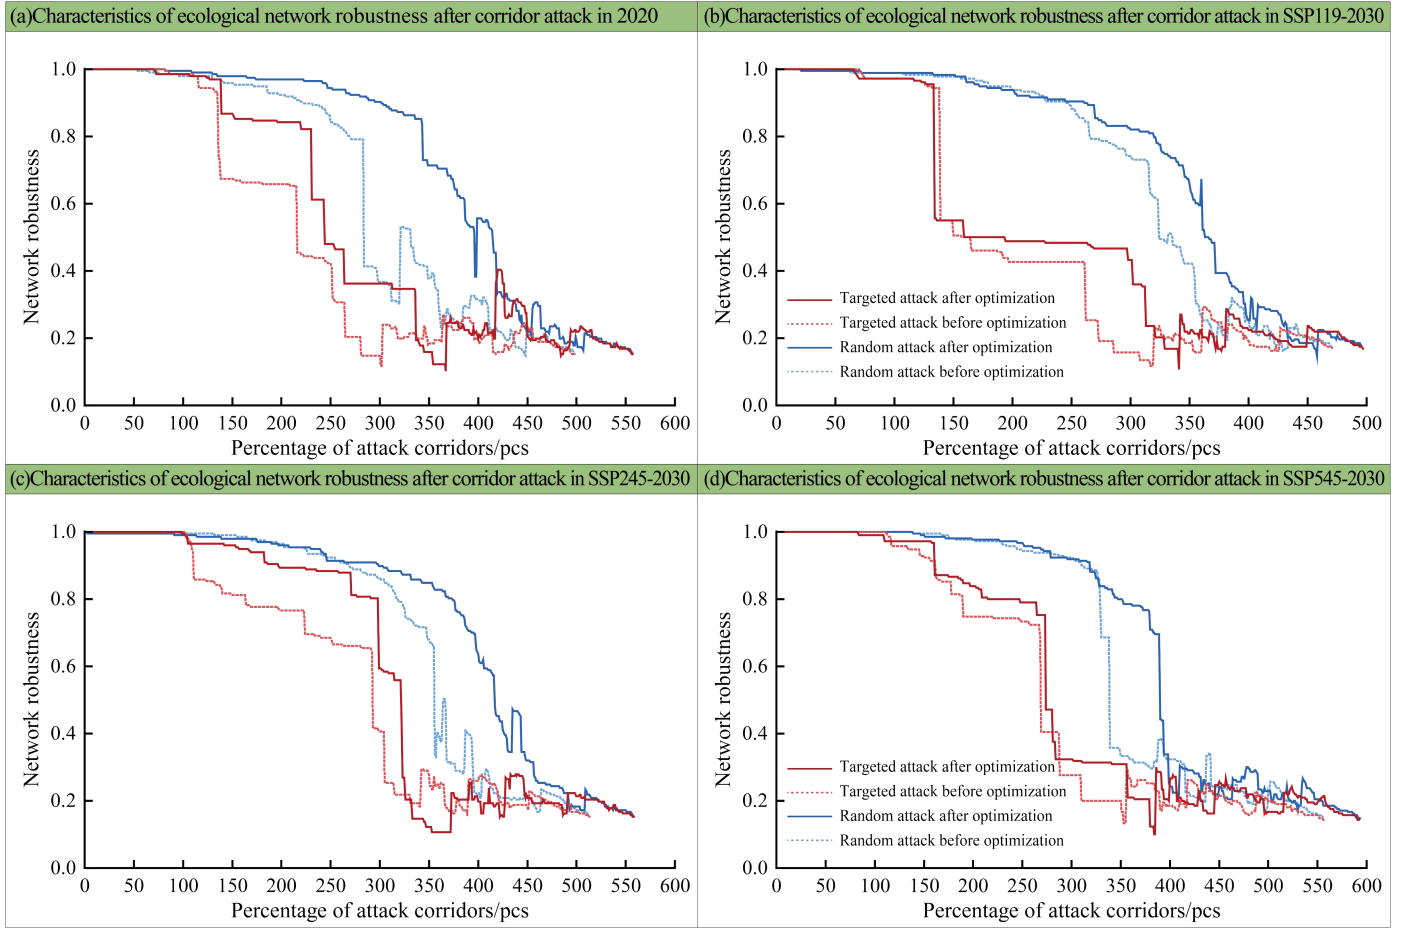 (a)Characteristics of ecological network robustness after corridor attack in 2020
1.0
0.8
0.6
0.4
0.2
0.0
Network robustness
0 50 100 150 200 250 300 350 400 450 500 550 600
Percentage of attack corridors/pcs
(b)Characteristics of ecological network robustness after corridor attack in SSP119-2030
1.0
0.8
0.6
0.4
0.2
0.0
Network robustness
Targeted attack after optimization
Targeted attack before optimization
Random attack after optimization
Random attack before optimization
0 50 100 150 200 250 300 350 400 450 500
Percentage of attack corridors/pcs
(c)Characteristics of ecological network robustness after corridor attack in SSP245-2030
1.0
0.8
0.6
0.4
0.2
0.0
Network robustness
0 50 100 150 200 250 300 350 400 450 500 550 600
Percentage of attack corridors/pcs
(d)Characteristics of ecological network robustness after corridor attack in SSP545-2030
1.0
0.8
0.6
0.4
0.2
0.0
Network robustness
Targeted attack after optimization
Targeted attack before optimization
Random attack after optimization
Random attack before optimization
0 50 100 150 200 250 300 350 400 450 500 550 600
Percentage of attack corridors/pcs